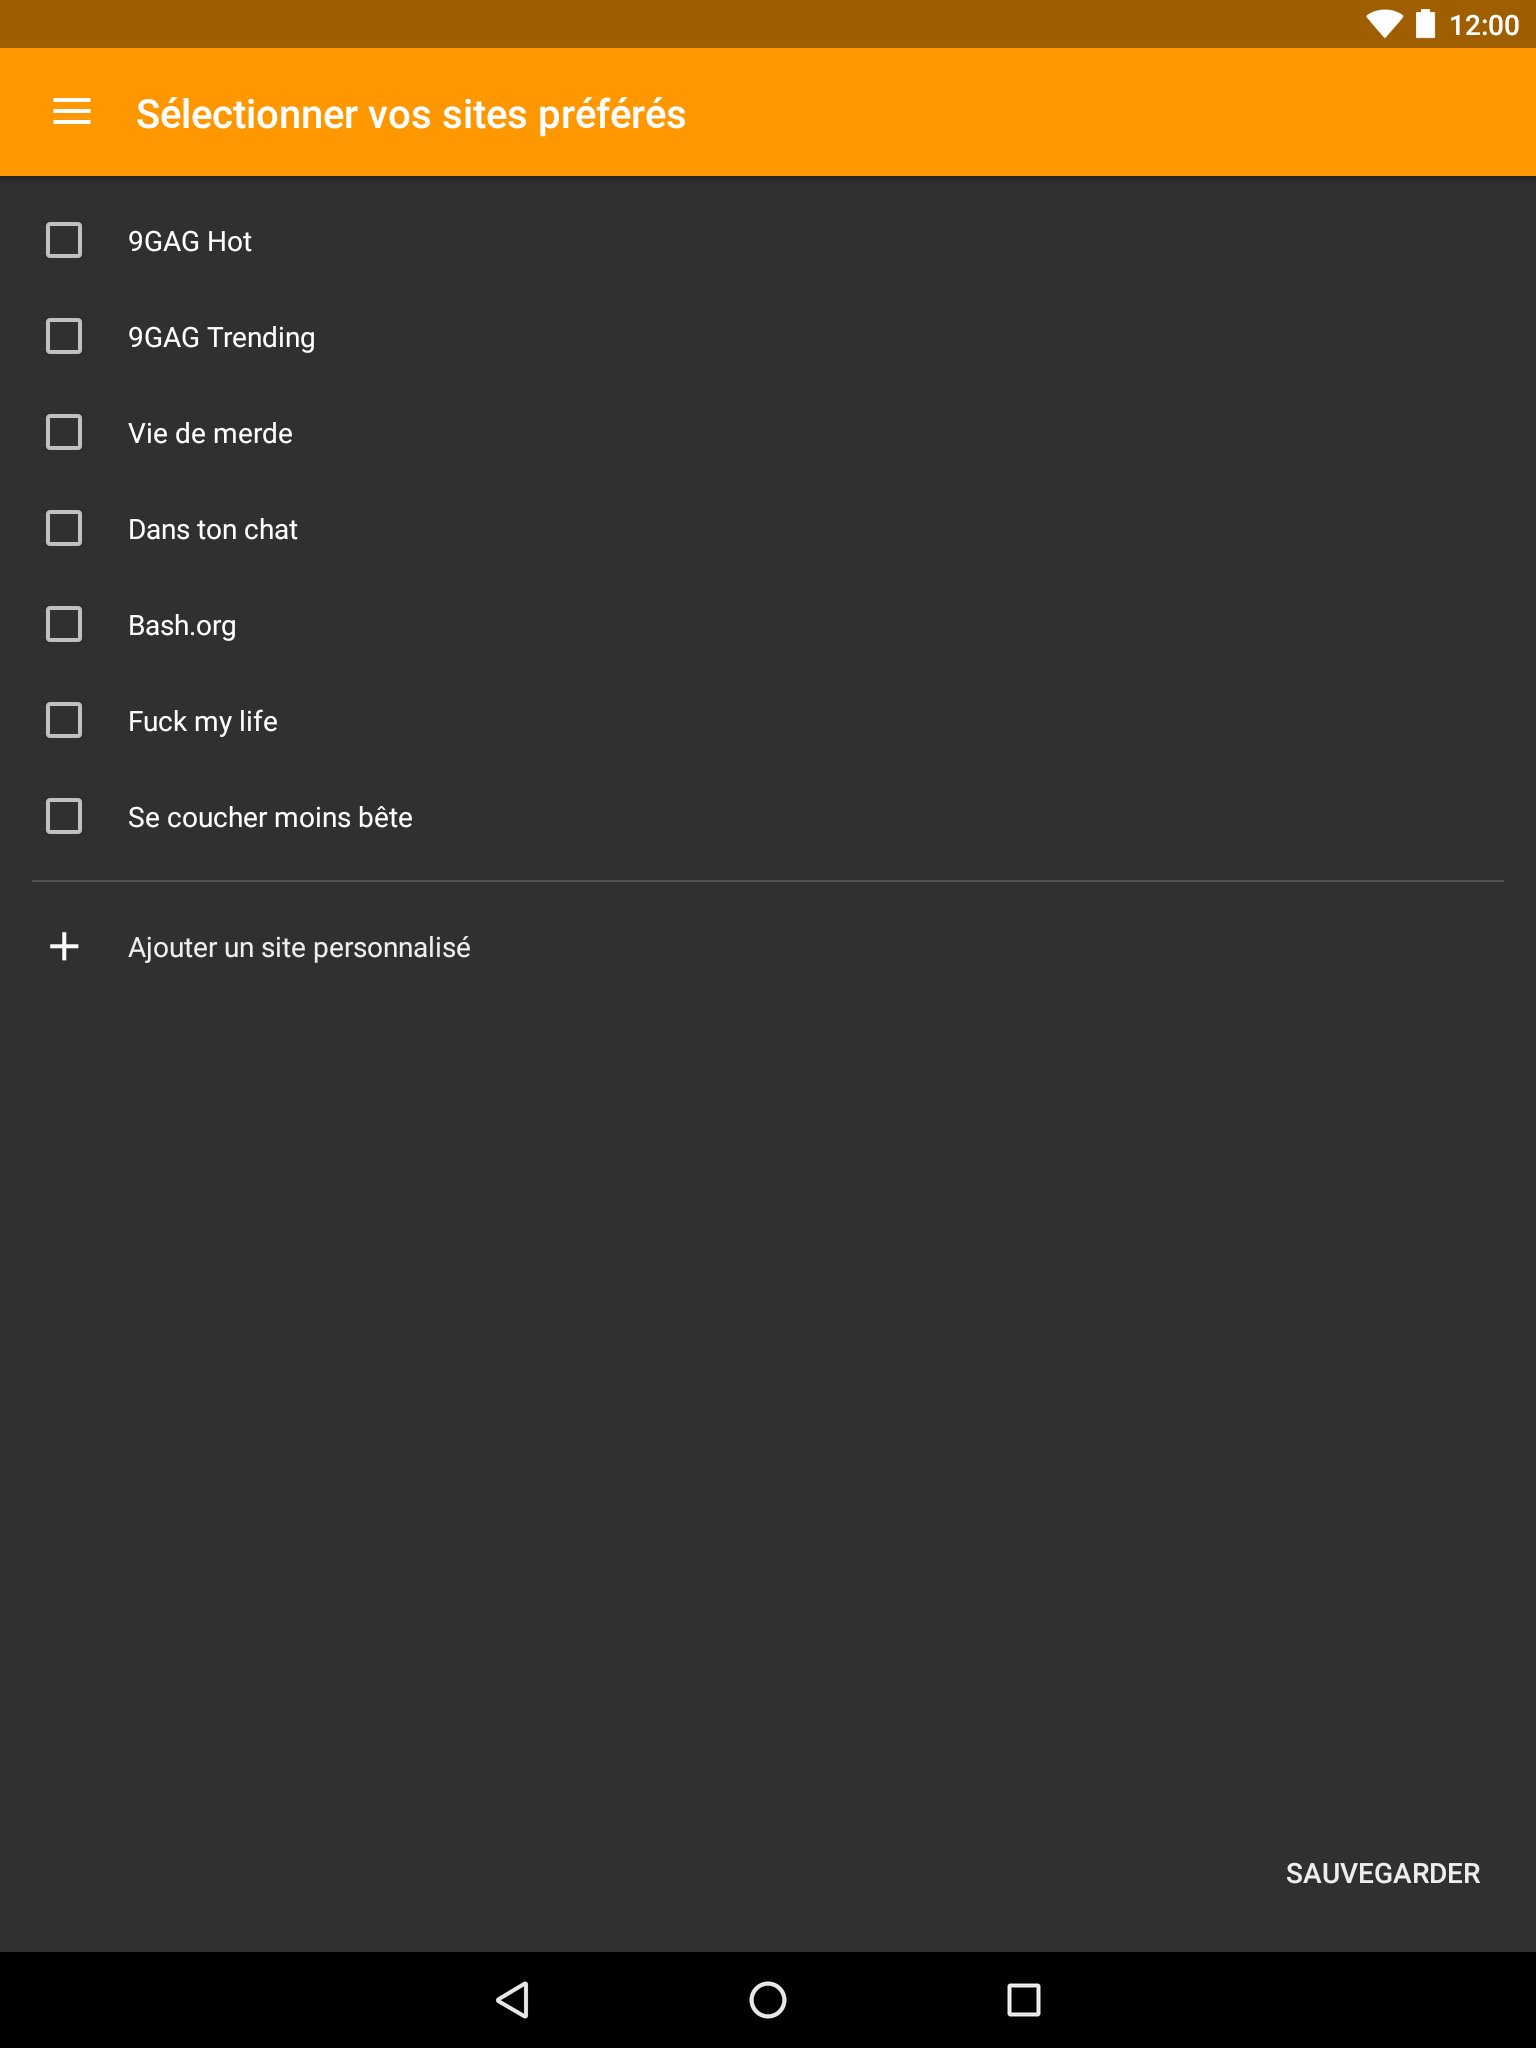 12:00
Sélectionner vos sites préférés
9GAG Hot
9GAG Trending
Vie de merde
Dans ton chat
Bash.org
Fuck my life
Se coucher moins bête
Ajouter un site personnalisé
SAUVEGARDER